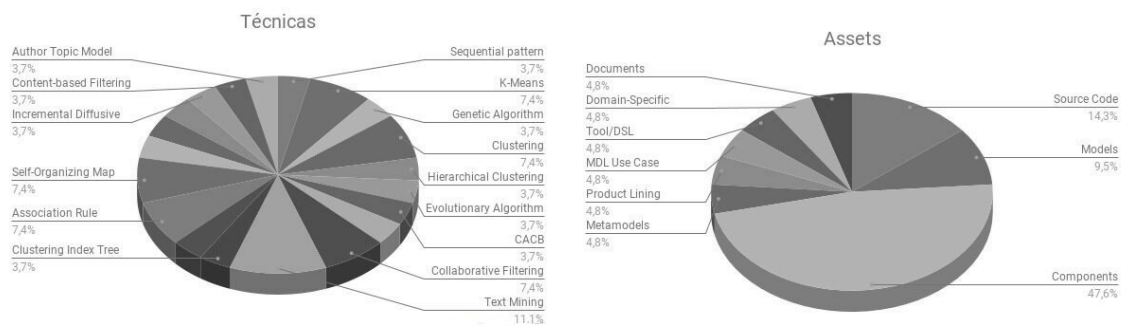 Técnicas
Author Topic Model
3,7%
Content-based Filtering
3,7%
Incremental Diffusive
3,7%
Self-Organizing Map
7,4%
Association Rule
7,4%
Clustering Index Tree
3,7%
Sequential pattern
3,7%
K-Means
7,4%
Genetic Algorithm
3,7%
Clustering
7,4%
Hierarchical Clustering
3,7%
Evolutionary Algorithm
3,7%
CACB
3,7%
Collaborative Filtering
7,4%
Text Mining
11,1%
Assets
Documents
4,8%
Domain-Specific
4,8%
Tool/DSL
4,8%
MDL Use Case
4,8%
Product Lining
4,8%
Metamodels
4,8%
Source Code
14,3%
Models
9,5%
Components
47,6%